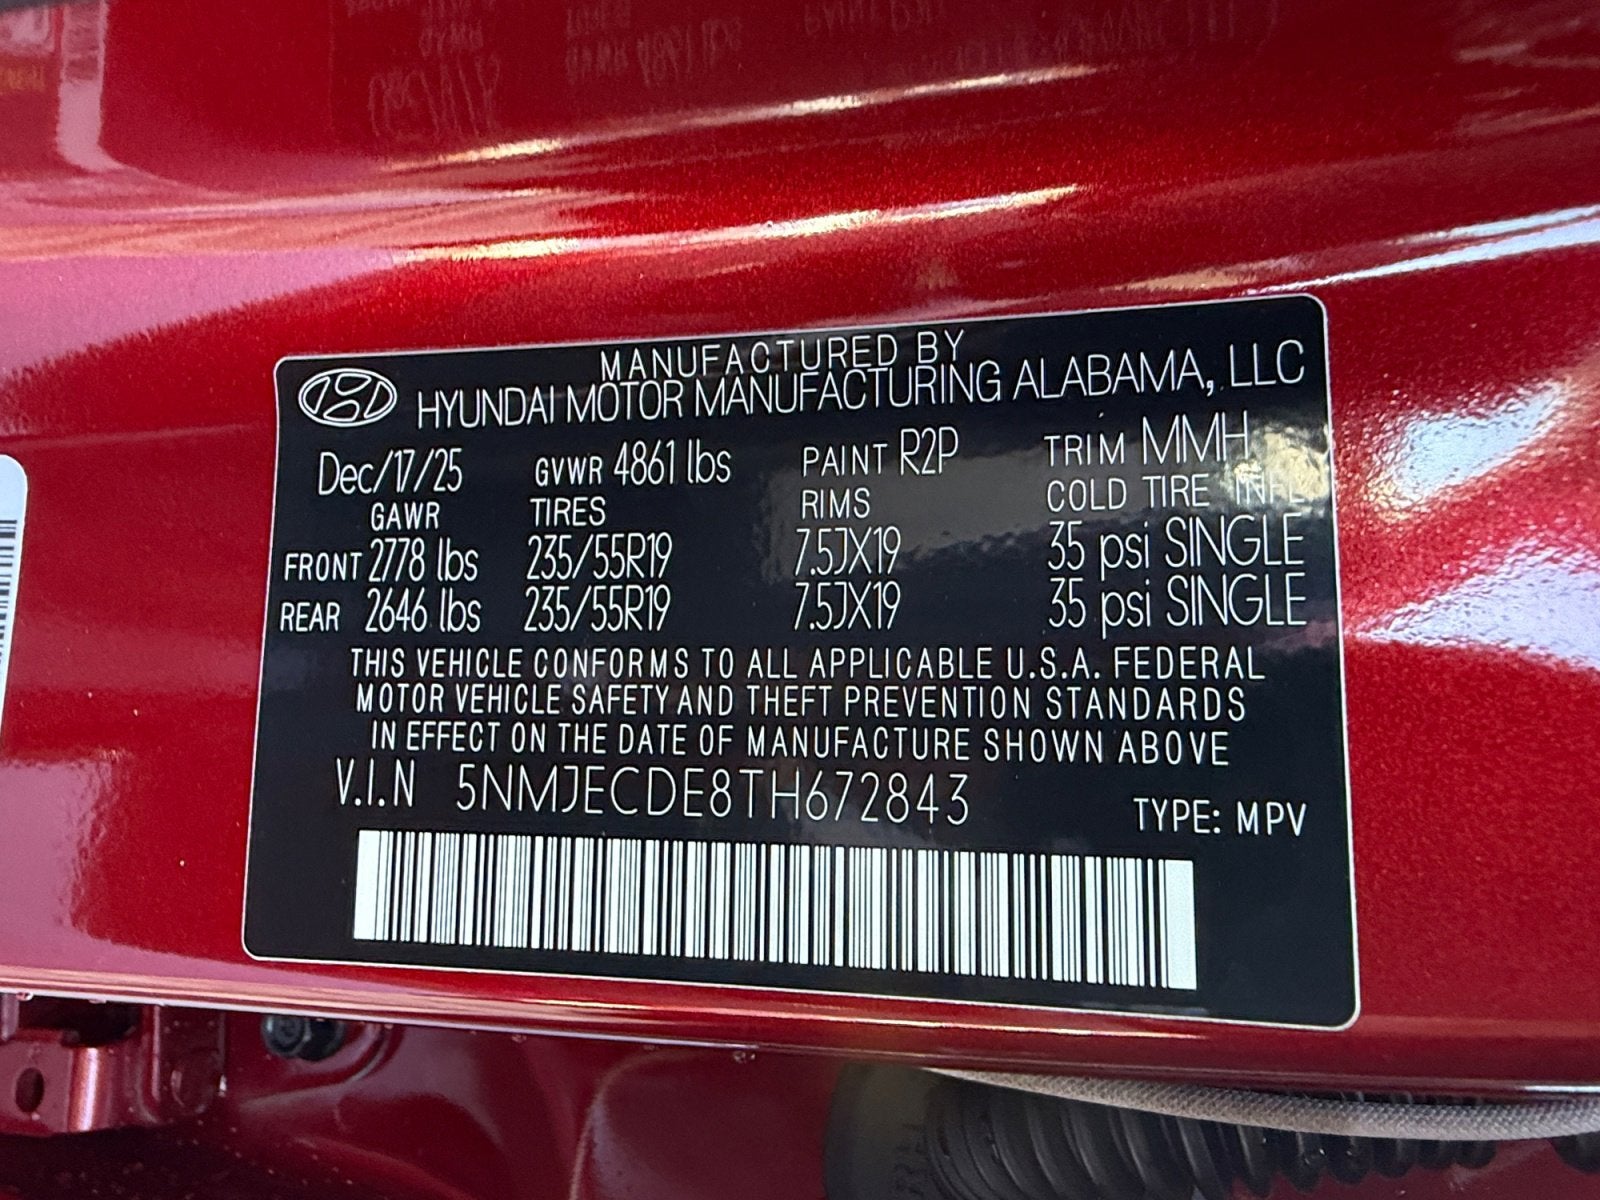 MANUFACTURED BY
HYUNDAI MOTOR MANUFACTURING ALABAMA, LLC
Dec/17/25 GVWR 4861 lbs PAINT R2P TRIM MMH
GAWR TIRES RIMS COLD TIRE INFL
FRONT 2778 lbs 235/55R19 7.5JX19 35 psi SINGLE
REAR 2646 lbs 235/55R19 7.5JX19 35 psi SINGLE
THIS VEHICLE CONFORMS TO ALL APPLICABLE U.S.A. FEDERAL
MOTOR VEHICLE SAFETY AND THEFT PREVENTION STANDARDS
IN EFFECT ON THE DATE OF MANUFACTURE SHOWN ABOVE
V.I.N 5NMJECDE8TH672843 TYPE: MPV